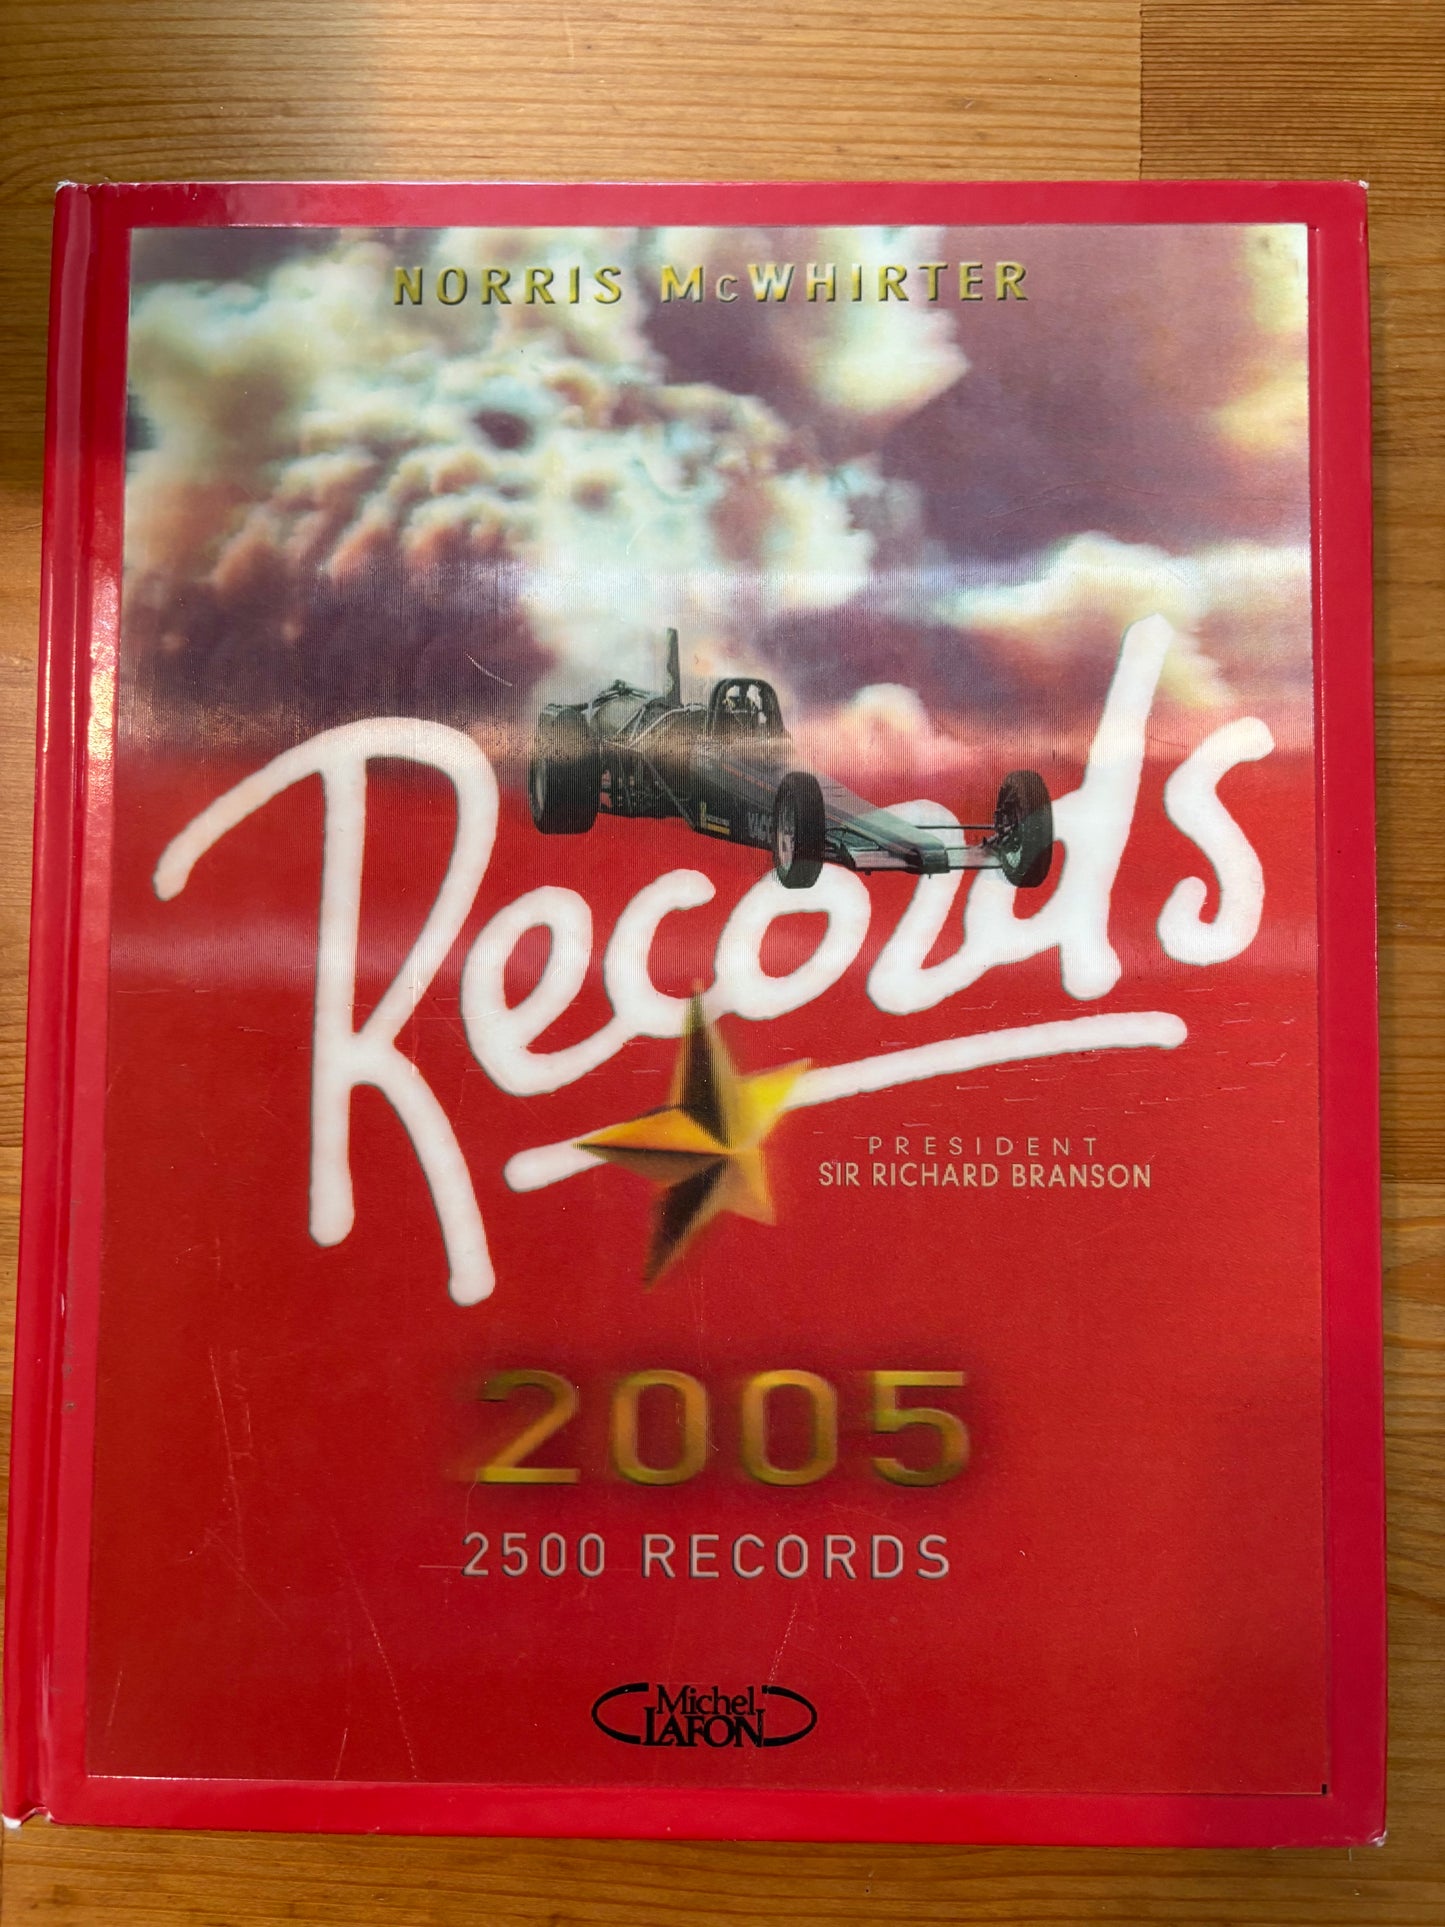 NORRIS McWHIRTER
Records
PRESIDENT
SIR RICHARD BRANSON
2005
2500 RECORDS
Michel
LAFON